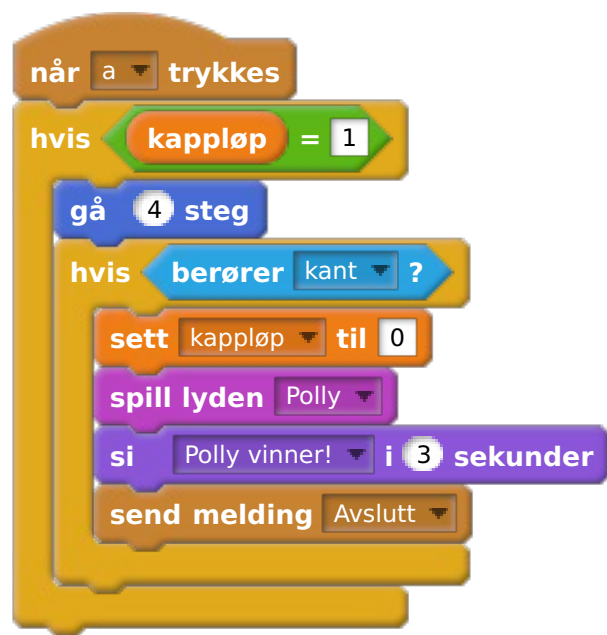 når a trykkes
hvis kappløp = 1
gå 4 steg
hvis berører kant ?
sett kappløp til 0
spill lyden Polly
si Polly vinner! i 3 sekunder
send melding Avslutt